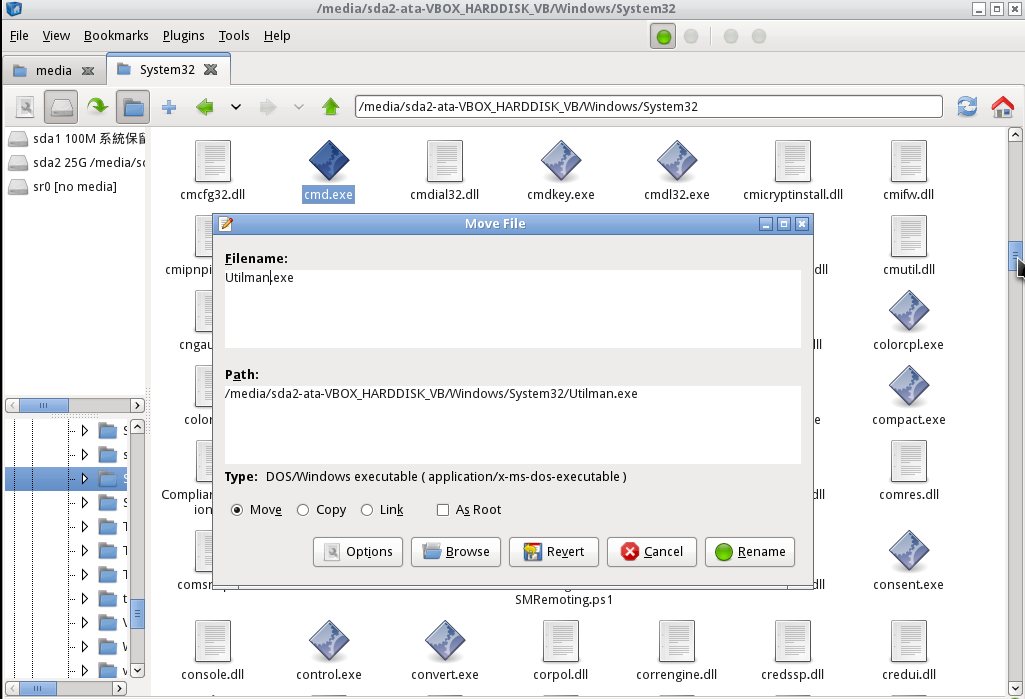 /media/sda2-ata-VBOX_HARDDISK_VB/Windows/System32
File View Bookmarks Plugins Tools Help
media
System32
/media/sda2-ata-VBOX_HARDDISK_VB/Windows/System32
sda1 100M 系統保留
sda2 25G /media/sd
sr0 [no media]
cmcfg32.dll cmd.exe cmdial32.dll cmdkey.exe cmdl32.exe cmicryptinstall.dll cmifw.dll
cmipnpi dll cmutil.dll
cngau dll colorcpl.exe
color e compact.exe
Complian dll comres.dll
ion
coms dll consent.exe
SMRemoting.ps1
console.dll control.exe convert.exe corpol.dll correngine.dll credssp.dll credui.dll
Move File
Filename:
Utilman.exe
Path:
/media/sda2-ata-VBOX_HARDDISK_VB/Windows/System32/Utilman.exe
Type: DOS/Windows executable ( application/x-ms-dos-executable )
Move Copy Link As Root
Options Browse Revert Cancel Rename